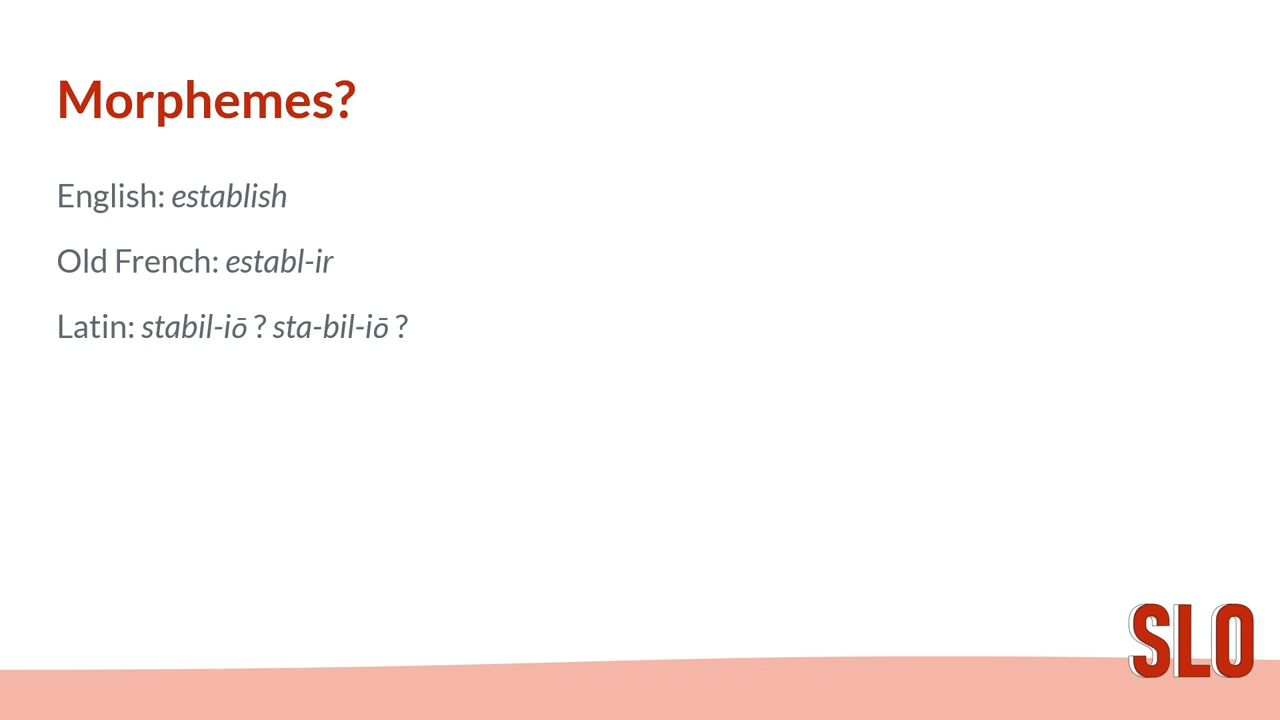 Morphemes?
English: establish
Old French: establ-ir
Latin: stabil-iō ? sta-bil-iō ?
SLO